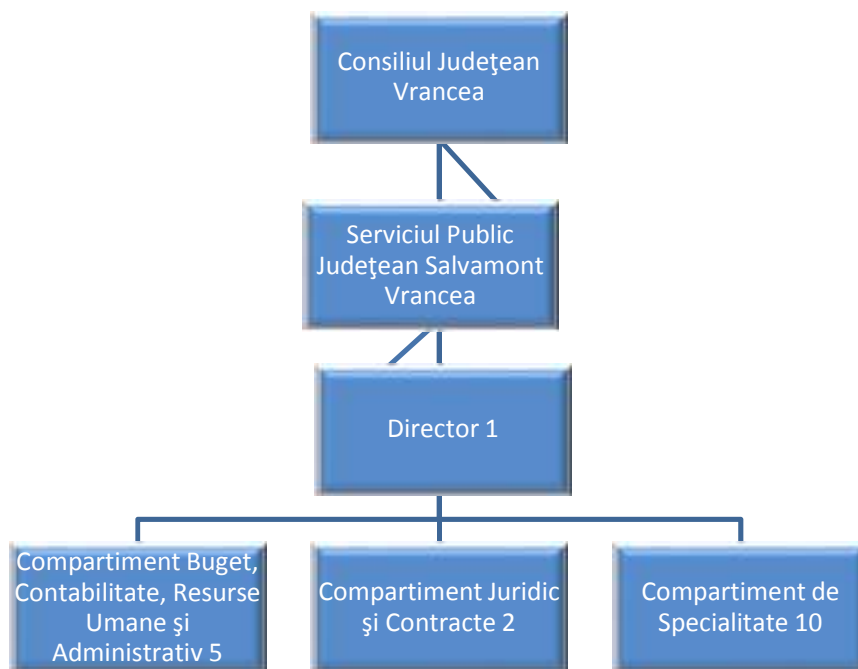 Consiliul Judeţean
Vrancea
Serviciul Public
Judeţean Salvamont
Vrancea
Director 1
Compartiment Buget,
Contabilitate, Resurse
Umane şi
Administrativ 5
Compartiment Juridic
şi Contracte 2
Compartiment de
Specialitate 10